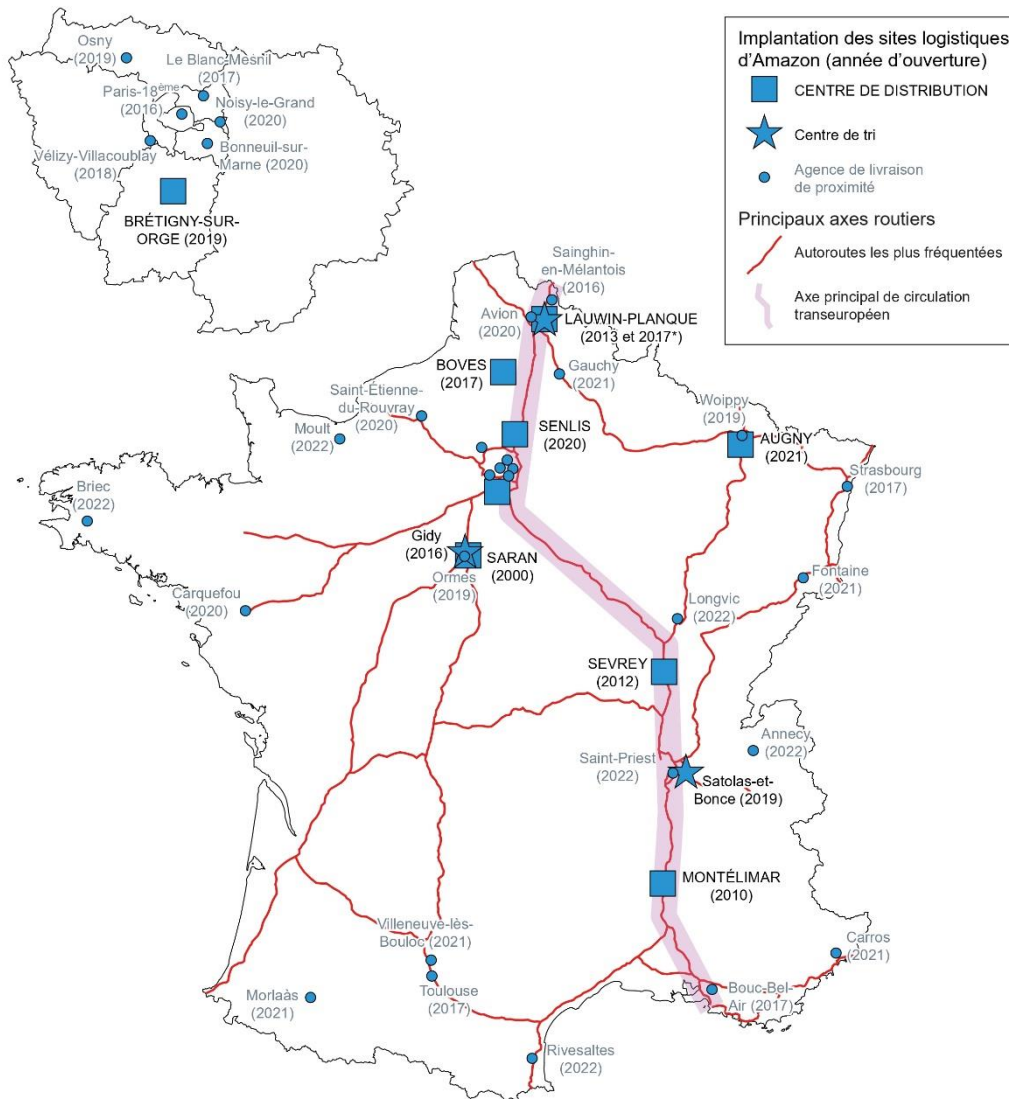 Osny
(2019)
Le Blanc-Mesnil
(2017)
Paris-18ème
(2016)
Noisy-le-Grand
(2020)
Vélizy-Villacoublay
(2018)
Bonneuil-sur-
Marne (2020)
BRÉTIGNY-SUR-
ORGE (2019)
Implantation des sites logistiques
d'Amazon (année d'ouverture)
CENTRE DE DISTRIBUTION
Centre de tri
Agence de livraison
de proximité
Principaux axes routiers
Autoroutes les plus fréquentées
Axe principal de circulation
transeuropéen
Sainghin-
en-Mélantois
(2016)
Avion
(2020)
LAUWIN-PLANQUE
(2013 et 2017*)
BOVES
(2017)
Gauchy
(2021)
Saint-Étienne-
du-Rouvray
(2020)
Moult
(2022)
SENLIS
(2020)
Woippy
(2019)
AUGNY
(2021)
Strasbourg
(2017)
Briec
(2022)
Gidy
(2016)
SARAN
(2000)
Ormes
(2019)
Fontaine
(2021)
Carquefou
(2020)
Longvic
(2022)
SEVREY
(2012)
Annecy
(2022)
Saint-Priest
(2022)
Satolas-et-
Bonce (2019)
MONTÉLIMAR
(2010)
Villeneuve-lès-
Bouloc (2021)
Toulouse
(2017)
Carros
(2021)
Morlaàs
(2021)
Bouc-Bel-
Air (2017)
Rivesaltes
(2022)